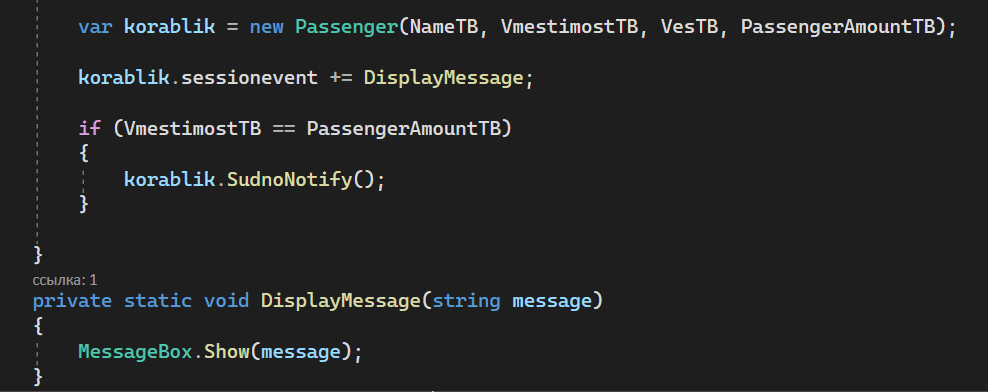 var korablik = new Passenger(NameTB, VmestimostTB, VesTB, PassengerAmountTB);
korablik.sessionevent += DisplayMessage;
if (VmestimostTB == PassengerAmountTB)
{
korablik.SudnoNotify();
}
}
ссылка: 1
private static void DisplayMessage(string message)
{
MessageBox.Show(message);
}